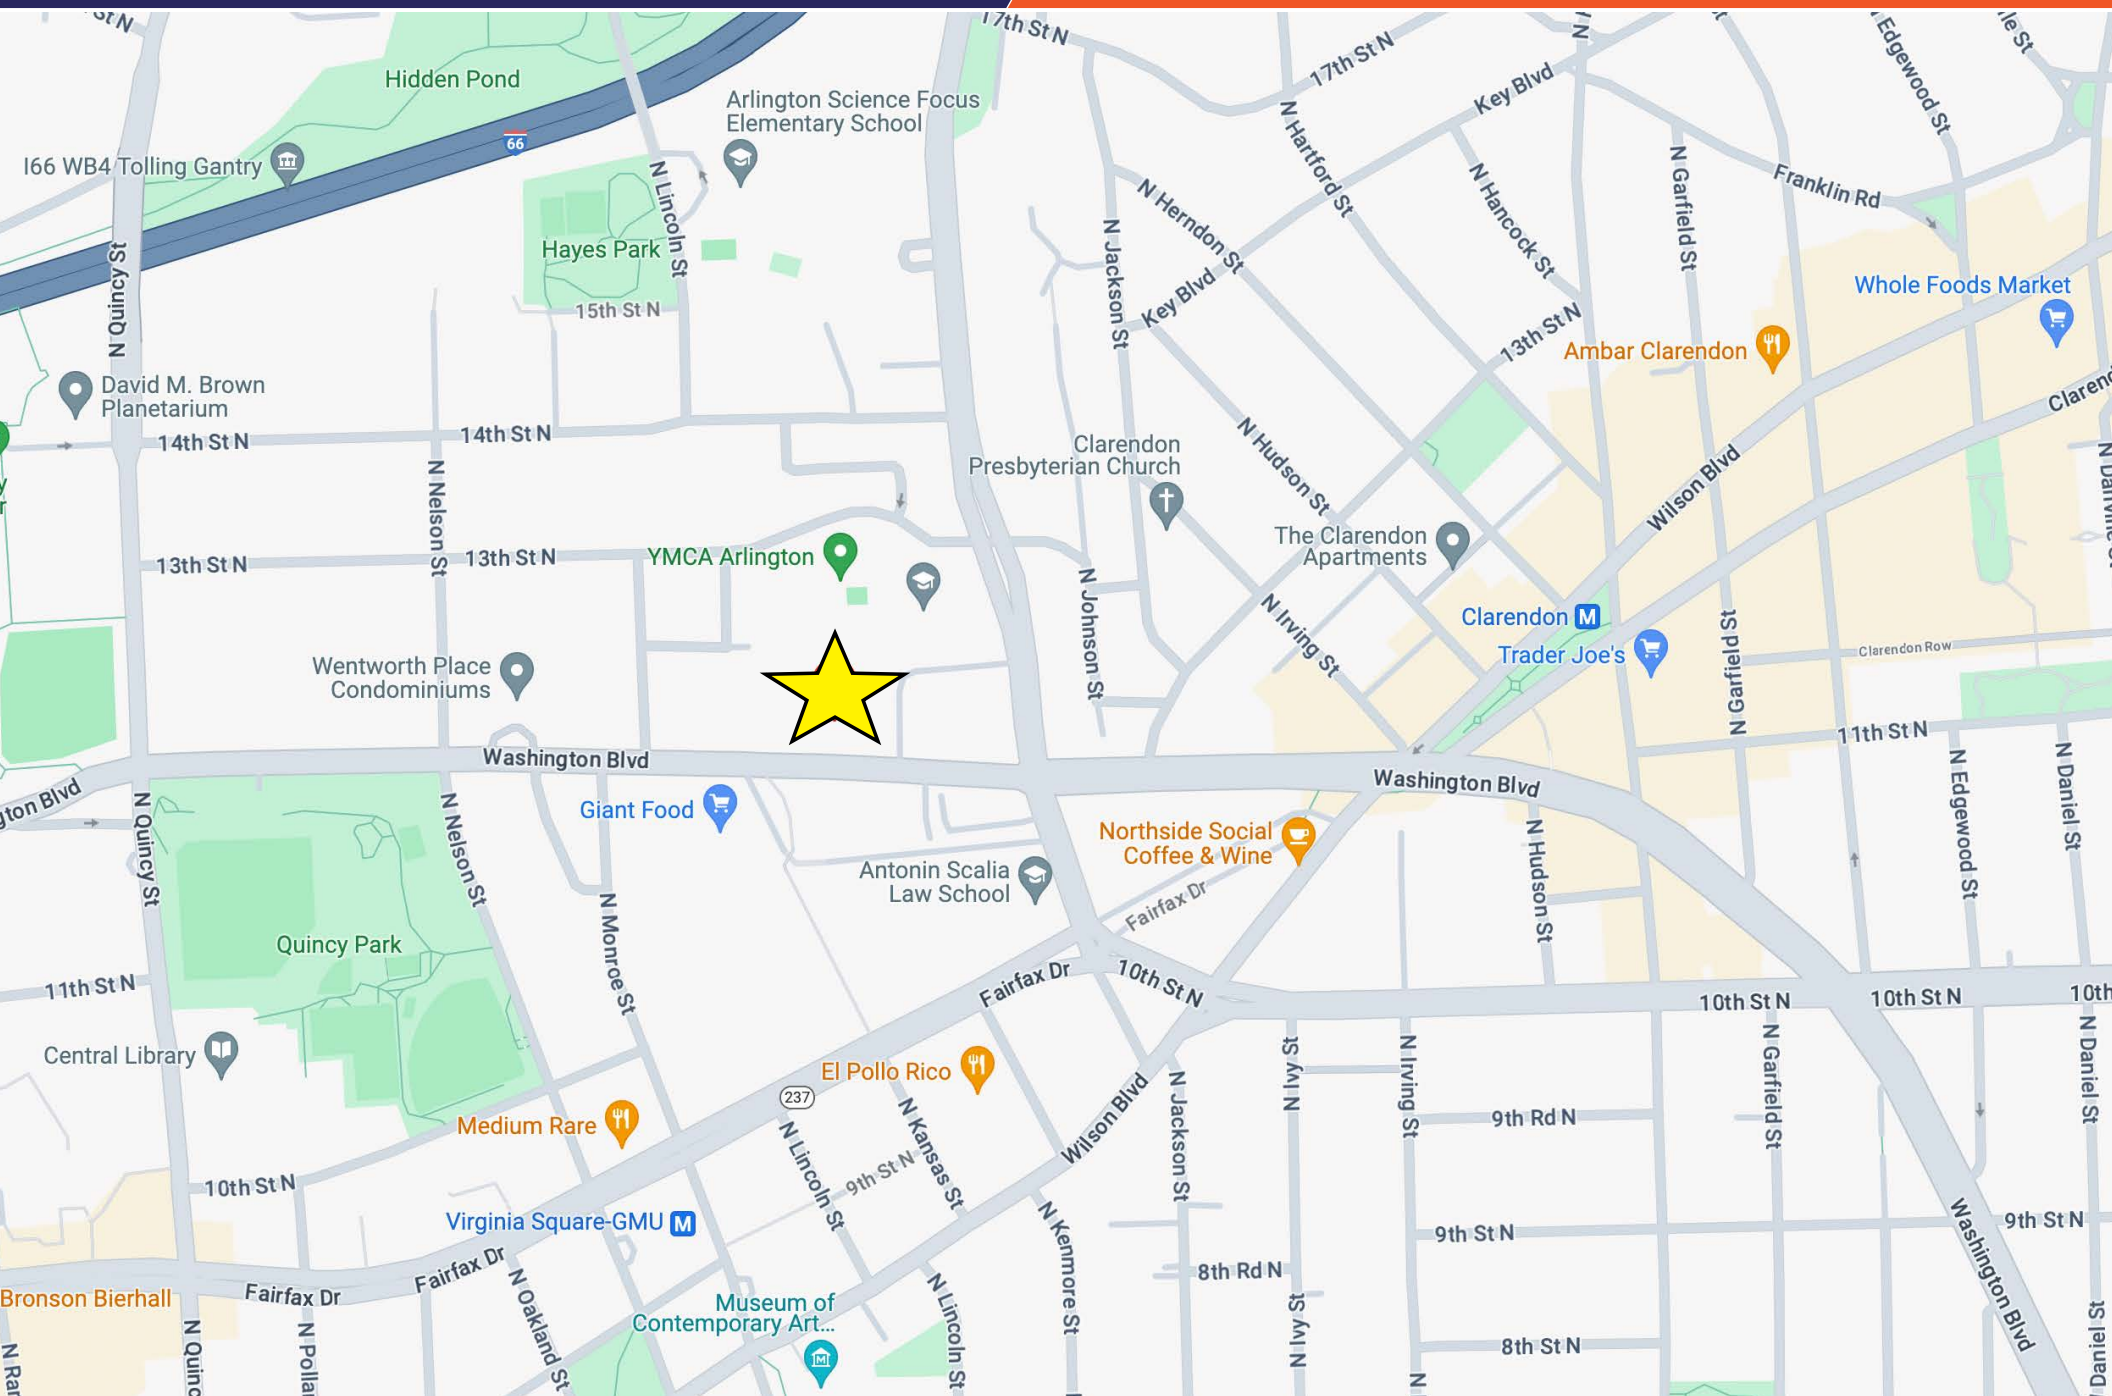 17th St N
17th St N
Hidden Pond
Key Blvd
N Edgewood St
Arlington Science Focus
Elementary School
66
I66 WB4 Tolling Gantry
N Hartford St
N Lincoln St
N Hancock St
N Garfield St
Franklin Rd
N Herndon St
Hayes Park
N Quincy St
N Jackson St
Key Blvd
Whole Foods Market
15th St N
13th St N
Ambar Clarendon
David M. Brown
Planetarium
14th St N
14th St N
Clarendon
Presbyterian Church
N Hudson St
Wilson Blvd
N Nelson St
The Clarendon
Apartments
13th St N
13th St N
YMCA Arlington
N Johnson St
N Irving St
Clarendon M
Trader Joe's
N Garfield St
Clarendon Row
Wentworth Place
Condominiums
Washington Blvd
11th St N
Washington Blvd
N Edgewood St
N Daniel St
N Quincy St
N Nelson St
Giant Food
Northside Social
Coffee & Wine
N Hudson St
Antonin Scalia
Law School
Fairfax Dr
N Monroe St
Quincy Park
11th St N
Fairfax Dr
10th St N
10th St N
10th St N
10th
Central Library
El Pollo Rico
N Ivy St
N Irving St
N Garfield St
N Daniel St
237
Medium Rare
N Lincoln St
N Kansas St
9th St N
Wilson Blvd
N Jackson St
9th Rd N
10th St N
Virginia Square-GMU M
N Kenmore St
9th St N
9th St N
Washington Blvd
Fairfax Dr
Fairfax Dr
8th Rd N
Bronson Bierhall
N Oakland St
Museum of
Contemporary Art...
N Lincoln St
N Ivy St
8th St N